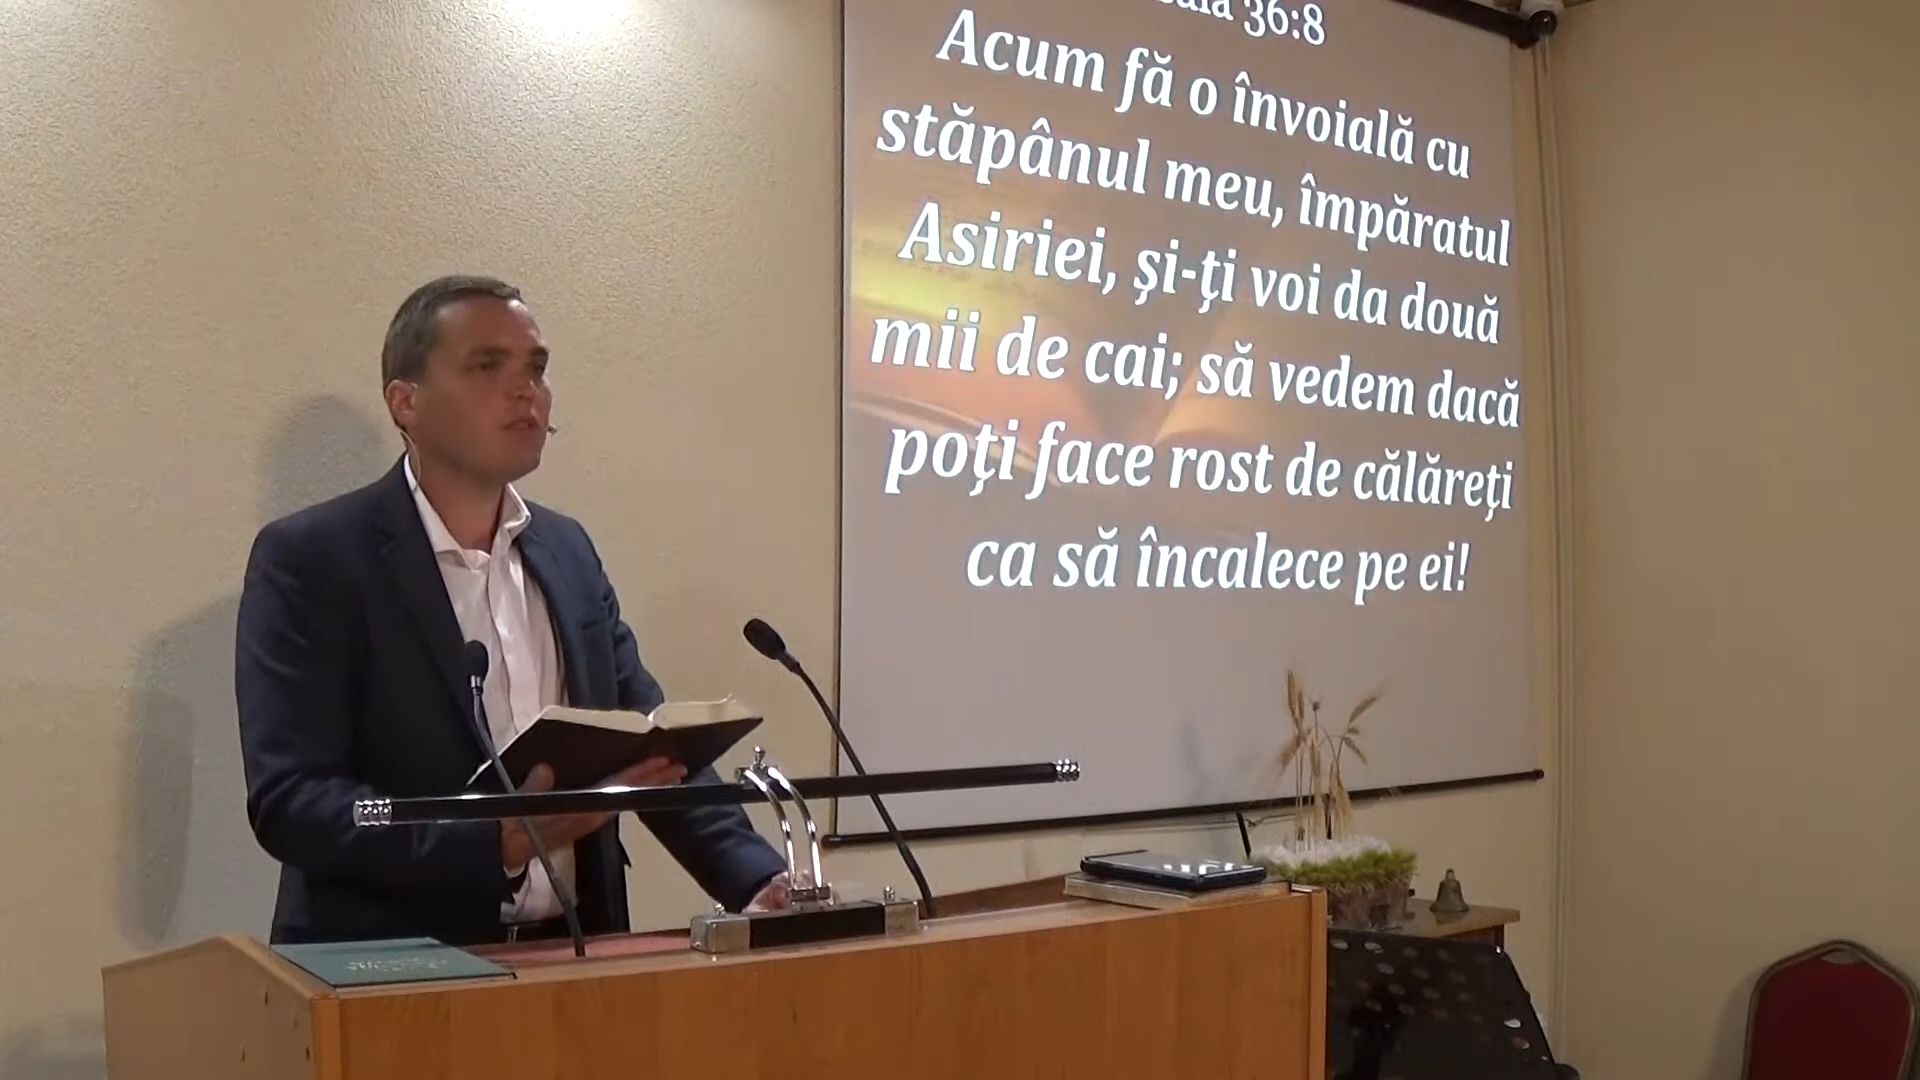 36:8
Acum fă o învoială cu
stăpânul meu, împăratul
Asiriei, şi-ţi voi da două
mii de cai; să vedem dacă
poţi face rost de călăreţi
ca să încalece pe ei!